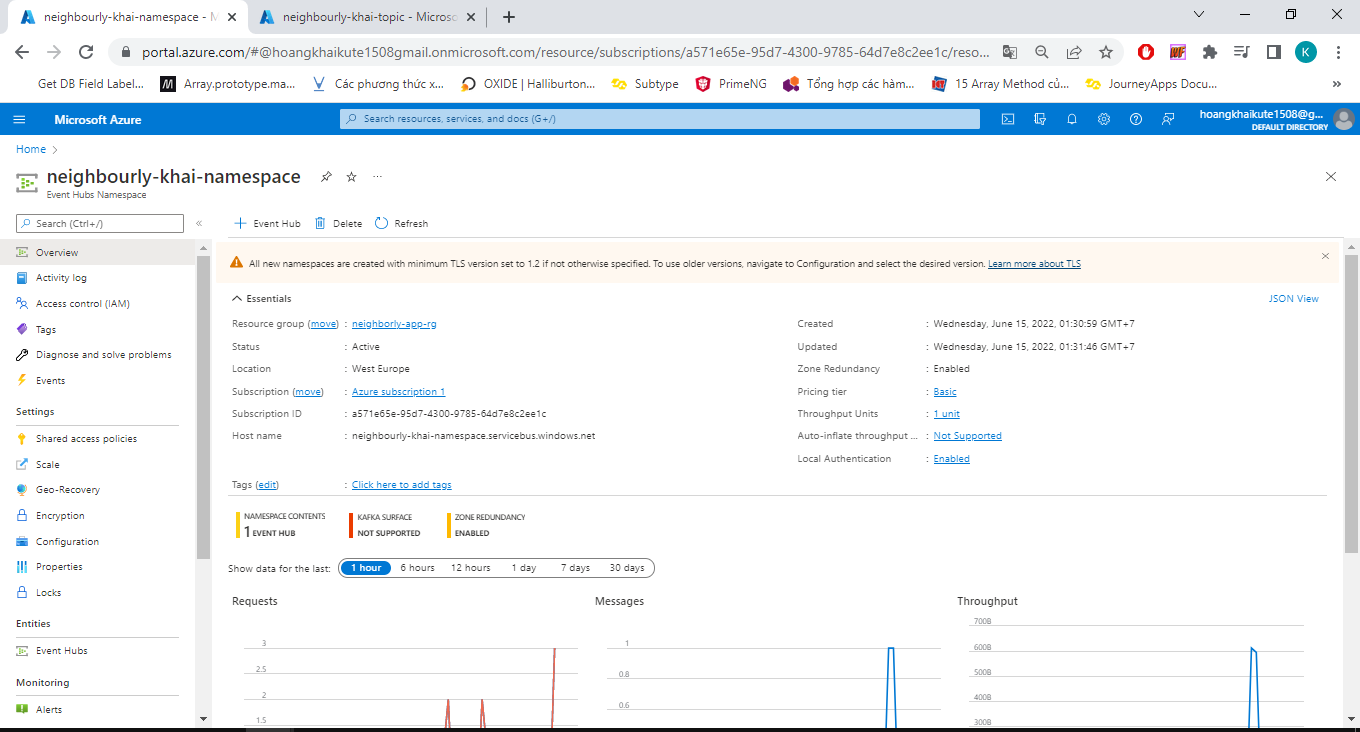 neighbourly-khai-namespace - M
neighbourly-khai-topic - Microso
portal.azure.com/#@hoangkhaikute1508gmail.onmicrosoft.com/resource/subscriptions/a571e65e-95d7-4300-9785-64d7e8c2ee1c/reso...
K
Get DB Field Label... Array.prototype.ma... Các phương thức x... OXIDE | Halliburton... Subtype PrimeNG Tổng hợp các hàm... 15 Array Method củ... JourneyApps Docu... »
Microsoft Azure
Search resources, services, and docs (G+/)
hoangkhaikute1508@g...
DEFAULT DIRECTORY
Home >
neighbourly-khai-namespace ...
Event Hubs Namespace
Search (Ctrl+/) «
Event Hub Delete Refresh
Overview
Activity log
Access control (IAM)
Tags
Diagnose and solve problems
Events
Settings
Shared access policies
Scale
Geo-Recovery
Encryption
Configuration
Properties
Locks
Entities
Event Hubs
Monitoring
Alerts
All new namespaces are created with minimum TLS version set to 1.2 if not otherwise specified. To use older versions, navigate to Configuration and select the desired version. Learn more about TLS
Essentials
JSON View
Resource group (move) : neighborly-app-rg
Status : Active
Location : West Europe
Subscription (move) : Azure subscription 1
Subscription ID : a571e65e-95d7-4300-9785-64d7e8c2ee1c
Host name : neighbourly-khai-namespace.servicebus.windows.net
Created : Wednesday, June 15, 2022, 01:30:59 GMT+7
Updated : Wednesday, June 15, 2022, 01:31:46 GMT+7
Zone Redundancy : Enabled
Pricing tier : Basic
Throughput Units : 1 unit
Auto-inflate throughput ... : Not Supported
Local Authentication : Enabled
Tags (edit) : Click here to add tags
NAMESPACE CONTENTS
1 EVENT HUB
KAFKA SURFACE
NOT SUPPORTED
ZONE REDUNDANCY
ENABLED
Show data for the last: 1 hour 6 hours 12 hours 1 day 7 days 30 days
Requests
3
2.5
2
1.5
Messages
1
0.8
0.6
Throughput
700B
600B
500B
400B
300B